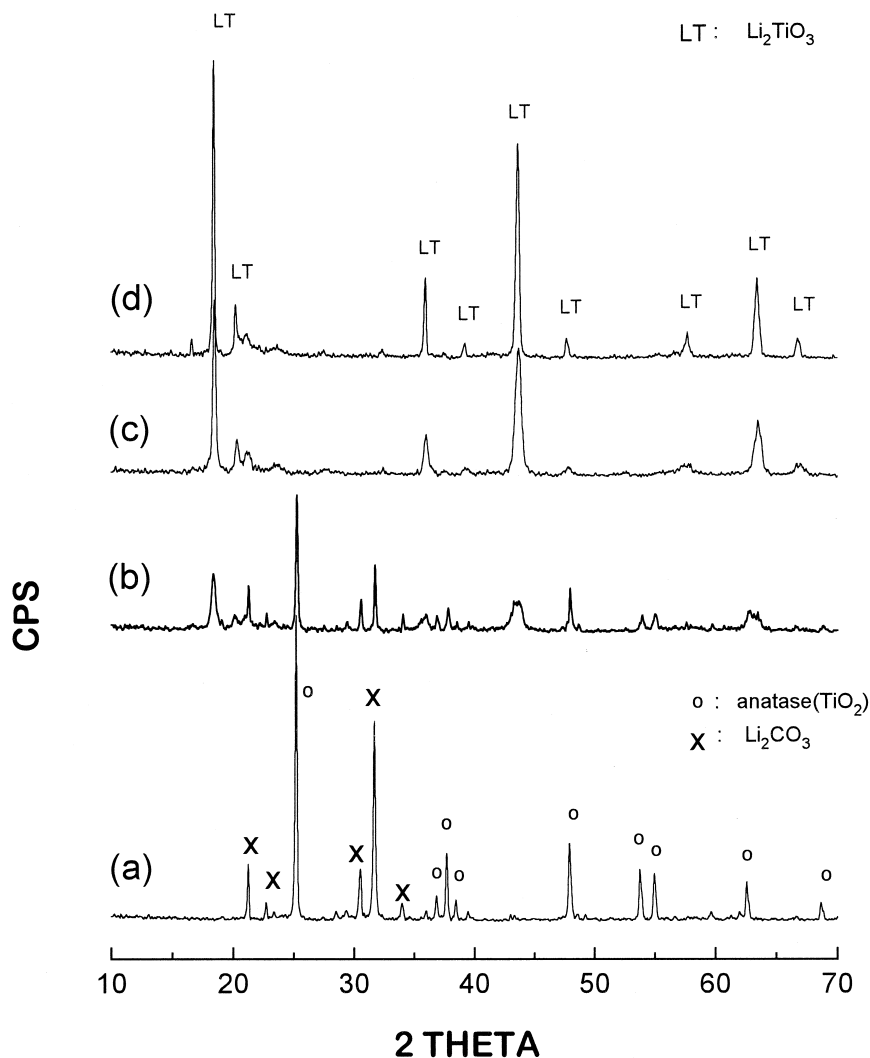 LT
LT : Li2TiO3
LT
LT
LT
LT
LT
LT
LT
LT
(d)
(c)
(b)
CPS
o
X
o : anatase(TiO2)
X : Li2CO3
o
o
X
X
o
o
o
X
o
o
o
X
(a)
10 20 30 40 50 60 70
2 THETA